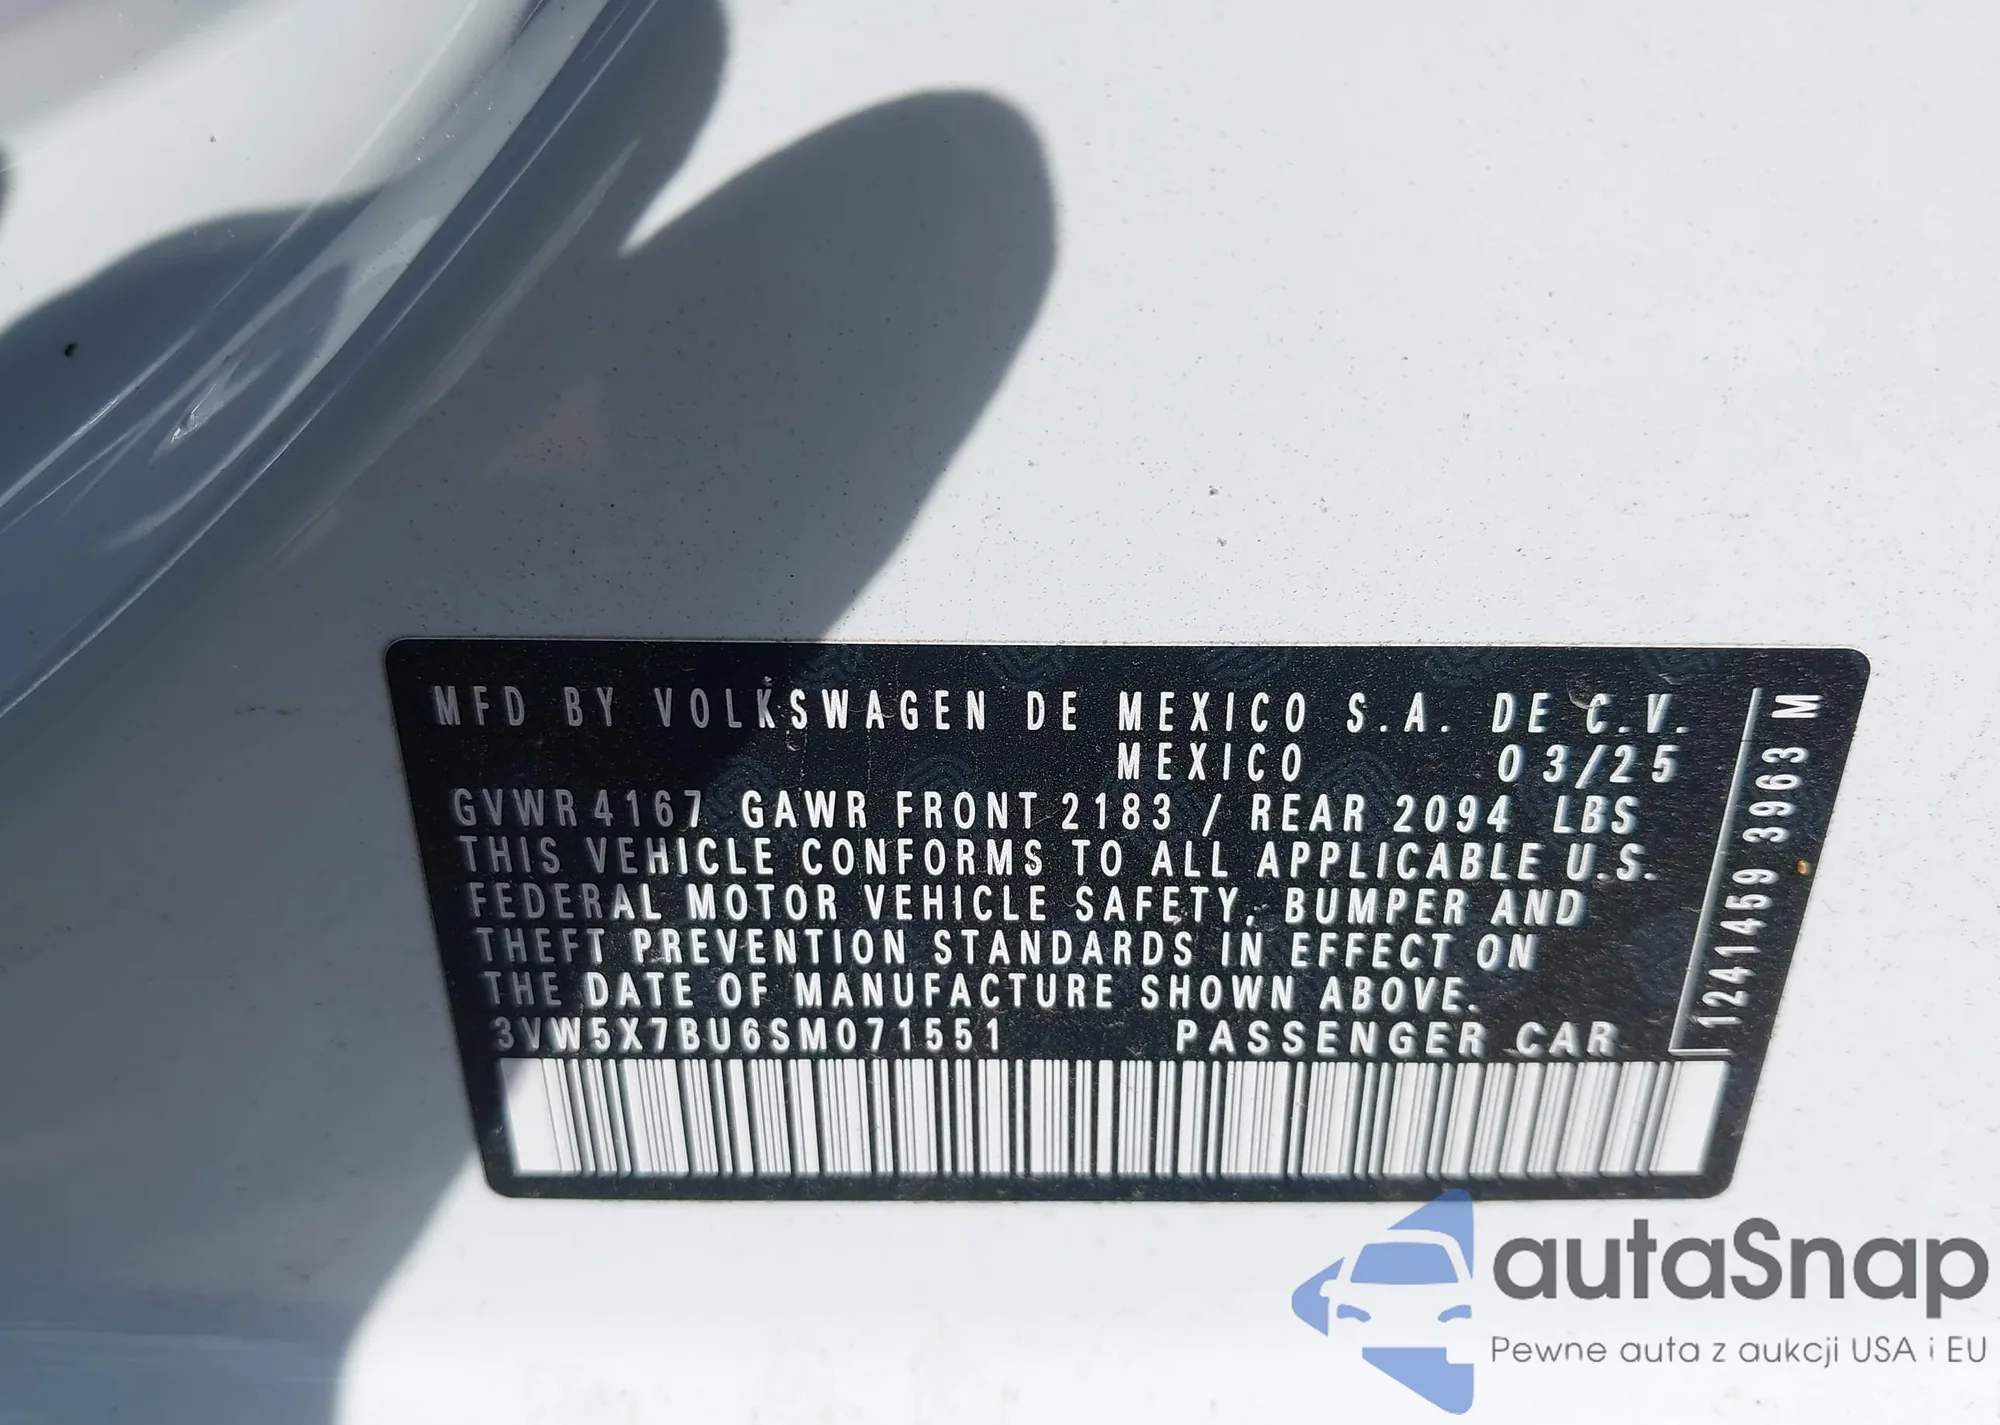 MFD BY VOLKSWAGEN DE MEXICO S.A. DE C.V.
MEXICO 03/25
GVWR 4167 GAWR FRONT 2183 / REAR 2094 LBS
THIS VEHICLE CONFORMS TO ALL APPLICABLE U.S.
FEDERAL MOTOR VEHICLE SAFETY, BUMPER AND
THEFT PREVENTION STANDARDS IN EFFECT ON
THE DATE OF MANUFACTURE SHOWN ABOVE.
3VW5X7BU6SM071551 PASSENGER CAR
1241459 3963 M
autaSnap
Pewne auta z aukcji USA i EU